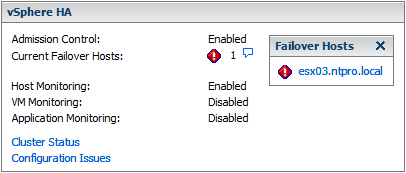 vSphere HA
Admission Control: Enabled
Current Failover Hosts: 1
Failover Hosts
esx03.ntpro.local
Host Monitoring: Enabled
VM Monitoring: Disabled
Application Monitoring: Disabled
Cluster Status
Configuration Issues